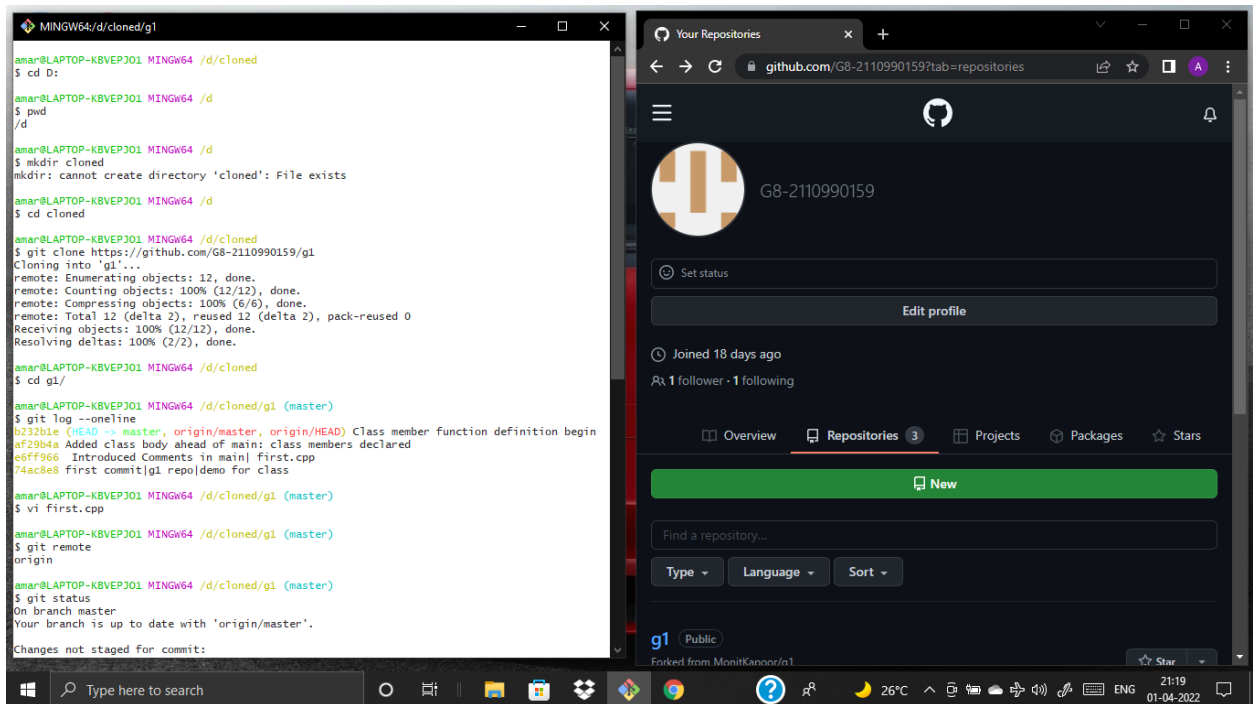 MINGW64:/d/cloned/g1
amar@LAPTOP-KBVEPJO1 MINGW64 /d/cloned
$ cd D:
amar@LAPTOP-KBVEPJO1 MINGW64 /d
$ pwd
/d
amar@LAPTOP-KBVEPJO1 MINGW64 /d
$ mkdir cloned
mkdir: cannot create directory ‘cloned’: File exists
amar@LAPTOP-KBVEPJO1 MINGW64 /d
$ cd cloned
amar@LAPTOP-KBVEPJO1 MINGW64 /d/cloned
$ git clone https://github.com/G8-2110990159/g1
Cloning into 'g1'...
remote: Enumerating objects: 12, done.
remote: Counting objects: 100% (12/12), done.
remote: Compressing objects: 100% (6/6), done.
remote: Total 12 (delta 2), reused 12 (delta 2), pack-reused 0
Receiving objects: 100% (12/12), done.
Resolving deltas: 100% (2/2), done.
amar@LAPTOP-KBVEPJO1 MINGW64 /d/cloned
$ cd g1/
amar@LAPTOP-KBVEPJO1 MINGW64 /d/cloned/g1 (master)
$ git log --oneline
b232b1e (HEAD -> master, origin/master, origin/HEAD) Class member function definition begin
af29b4a Added class body ahead of main: class members declared
e6ff966  Introduced Comments in main| first.cpp
74ac8e8 first commit|g1 repo|demo for class
amar@LAPTOP-KBVEPJO1 MINGW64 /d/cloned/g1 (master)
$ vi first.cpp
amar@LAPTOP-KBVEPJO1 MINGW64 /d/cloned/g1 (master)
$ git remote
origin
amar@LAPTOP-KBVEPJO1 MINGW64 /d/cloned/g1 (master)
$ git status
On branch master
Your branch is up to date with 'origin/master'.
Changes not staged for commit:
Your Repositories
github.com/G8-2110990159?tab=repositories
A
G8-2110990159
Set status
Edit profile
Joined 18 days ago
1 follower · 1 following
Overview
Repositories 3
Projects
Packages
Stars
New
Find a repository...
Type
Language
Sort
g1 Public
Forked from MonitKapoor/g1
Star
Type here to search
26°C
ENG
21:19
01-04-2022